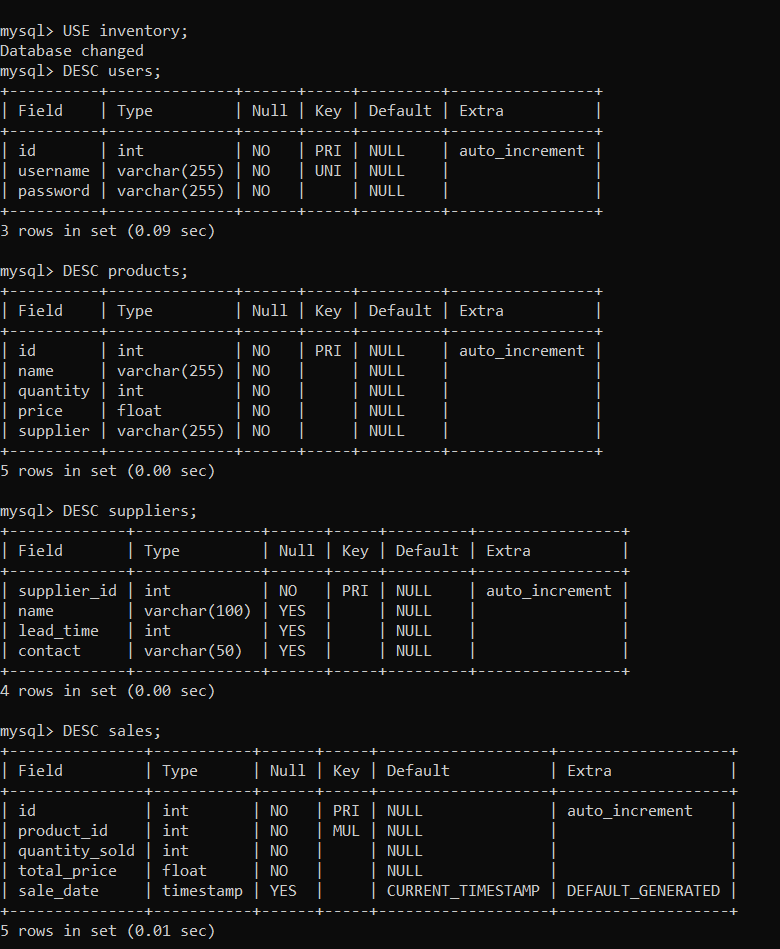 mysql> USE inventory;
Database changed
mysql> DESC users;
+----------+--------------+------+-----+---------+----------------+
| Field    | Type         | Null | Key | Default | Extra          |
+----------+--------------+------+-----+---------+----------------+
| id       | int          | NO   | PRI | NULL    | auto_increment |
| username | varchar(255) | NO   | UNI | NULL    |                |
| password | varchar(255) | NO   |     | NULL    |                |
+----------+--------------+------+-----+---------+----------------+
3 rows in set (0.09 sec)

mysql> DESC products;
+----------+--------------+------+-----+---------+----------------+
| Field    | Type         | Null | Key | Default | Extra          |
+----------+--------------+------+-----+---------+----------------+
| id       | int          | NO   | PRI | NULL    | auto_increment |
| name     | varchar(255) | NO   |     | NULL    |                |
| quantity | int          | NO   |     | NULL    |                |
| price    | float        | NO   |     | NULL    |                |
| supplier | varchar(255) | NO   |     | NULL    |                |
+----------+--------------+------+-----+---------+----------------+
5 rows in set (0.00 sec)

mysql> DESC suppliers;
+-------------+--------------+------+-----+---------+----------------+
| Field       | Type         | Null | Key | Default | Extra          |
+-------------+--------------+------+-----+---------+----------------+
| supplier_id | int          | NO   | PRI | NULL    | auto_increment |
| name        | varchar(100) | YES  |     | NULL    |                |
| lead_time   | int          | YES  |     | NULL    |                |
| contact     | varchar(50)  | YES  |     | NULL    |                |
+-------------+--------------+------+-----+---------+----------------+
4 rows in set (0.00 sec)

mysql> DESC sales;
+---------------+-----------+------+-----+-------------------+-------------------+
| Field         | Type      | Null | Key | Default           | Extra             |
+---------------+-----------+------+-----+-------------------+-------------------+
| id            | int       | NO   | PRI | NULL              | auto_increment    |
| product_id    | int       | NO   | MUL | NULL              |                   |
| quantity_sold | int       | NO   |     | NULL              |                   |
| total_price   | float     | NO   |     | NULL              |                   |
| sale_date     | timestamp | YES  |     | CURRENT_TIMESTAMP | DEFAULT_GENERATED |
+---------------+-----------+------+-----+-------------------+-------------------+
5 rows in set (0.01 sec)